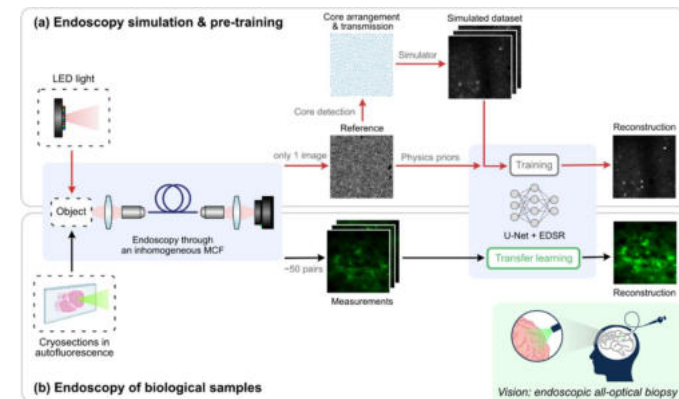 (a) Endoscopy simulation & pre-training
Core arrangement
& transmission
Simulated dataset
LED light
Simulator
Core detection
Reference
Reconstruction
only 1 image
Physics priors
Training
Object
Endoscopy through
an inhomogeneous MCF
U-Net + EDSR
Transfer learning
~50 pairs
Measurements
Reconstruction
Cryosections in
autofluorescence
(b) Endoscopy of biological samples
Vision: endoscopic all-optical biopsy